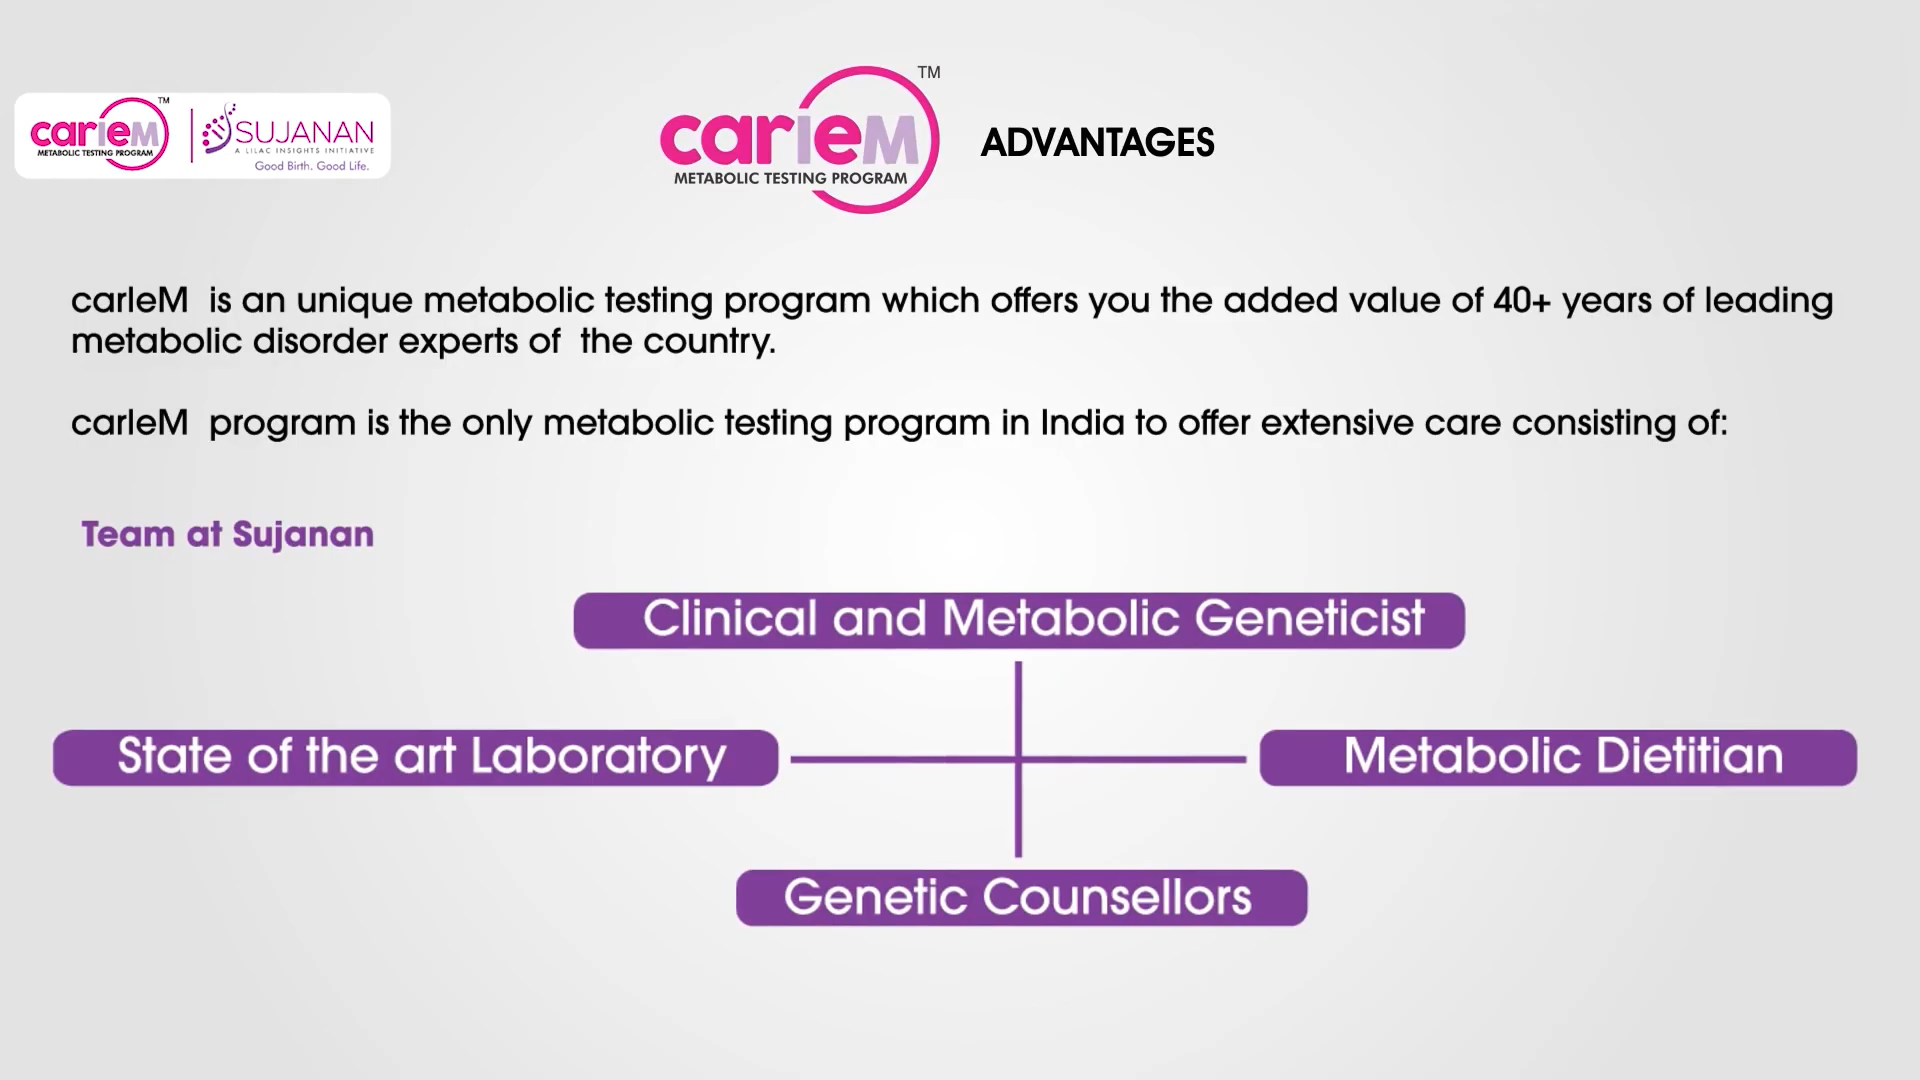 carIeM TM
METABOLIC TESTING PROGRAM
SUJANAN
A LILAC INSIGHTS INITIATIVE
Good Birth. Good Life.
carIeM TM
METABOLIC TESTING PROGRAM
ADVANTAGES
carIeM is an unique metabolic testing program which offers you the added value of 40+ years of leading
metabolic disorder experts of the country.
carIeM program is the only metabolic testing program in India to offer extensive care consisting of:
Team at Sujanan
Clinical and Metabolic Geneticist
State of the art Laboratory
Metabolic Dietitian
Genetic Counsellors